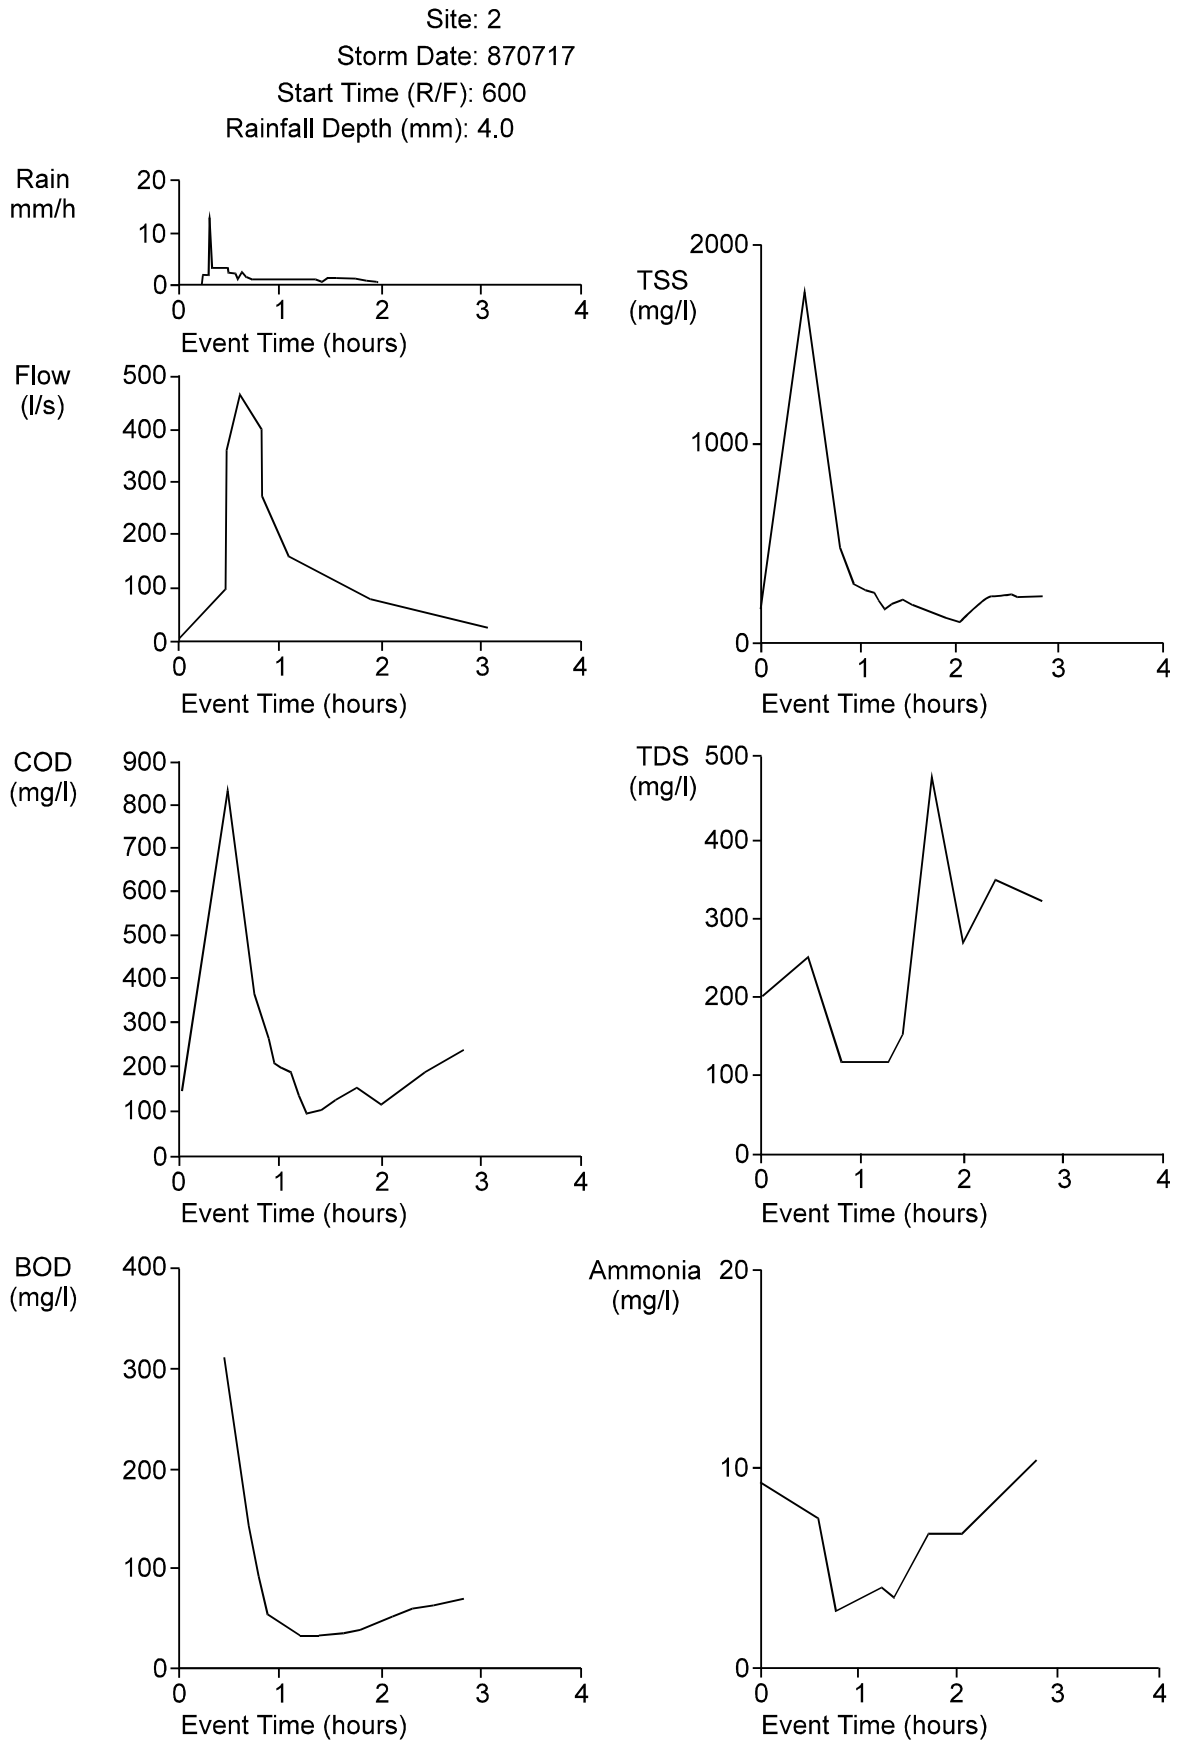 Site: 2
Storm Date: 870717
Start Time (R/F): 600
Rainfall Depth (mm): 4.0
Rain
mm/h
20
10
0
0 1 2 3 4
Event Time (hours)
Flow
(l/s)
500
400
300
200
100
0
0 1 2 3 4
Event Time (hours)
TSS
(mg/l)
2000
1000
0
0 1 2 3 4
Event Time (hours)
COD
(mg/l)
900
800
700
600
500
400
300
200
100
0
0 1 2 3 4
Event Time (hours)
TDS
(mg/l)
500
400
300
200
100
0
0 1 2 3 4
Event Time (hours)
BOD
(mg/l)
400
300
200
100
0
0 1 2 3 4
Event Time (hours)
Ammonia
(mg/l)
20
10
0
0 1 2 3 4
Event Time (hours)